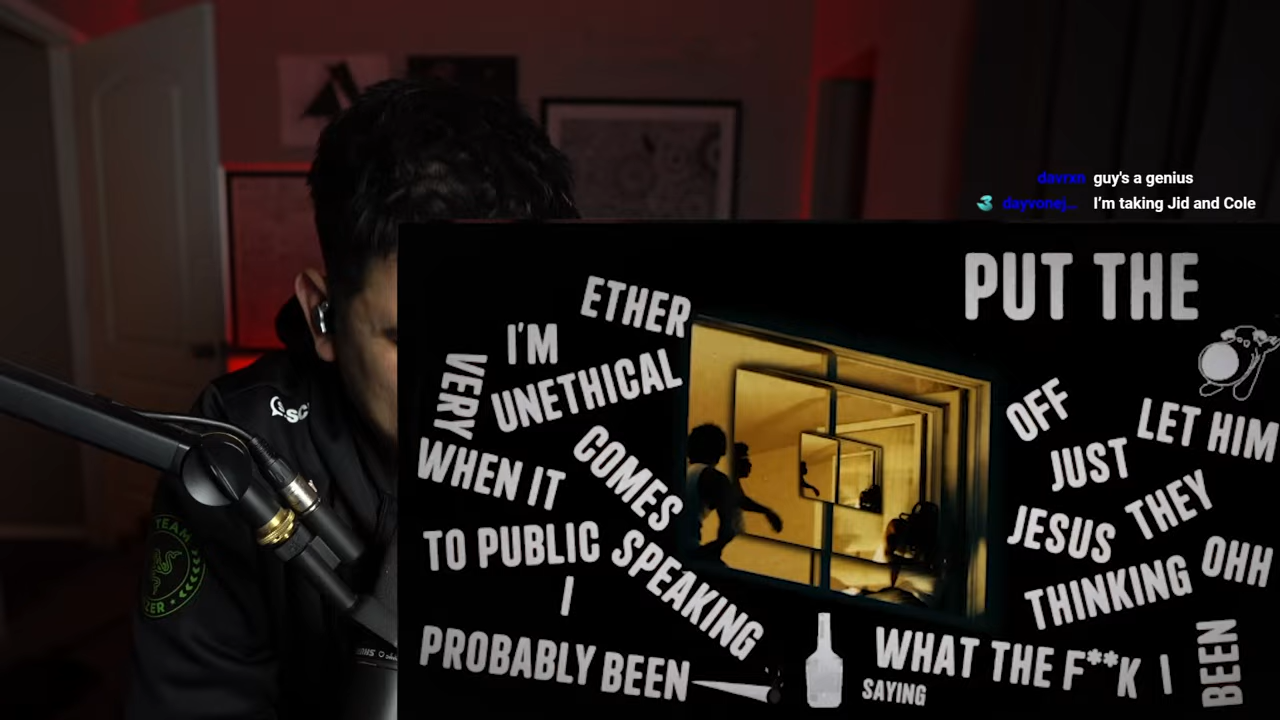 davrxn guy's a genius
dayvonej... I'm taking Jid and Cole
PUT THE
ETHER
I'M
UNETHICAL
VERY
WHEN IT
COMES
TO PUBLIC
SPEAKING
I
PROBABLY BEEN
OFF
LET HIM
JUST
THEY
JESUS
OHH
THINKING
WHAT THE F**K I
BEEN
SAYING
TEAM